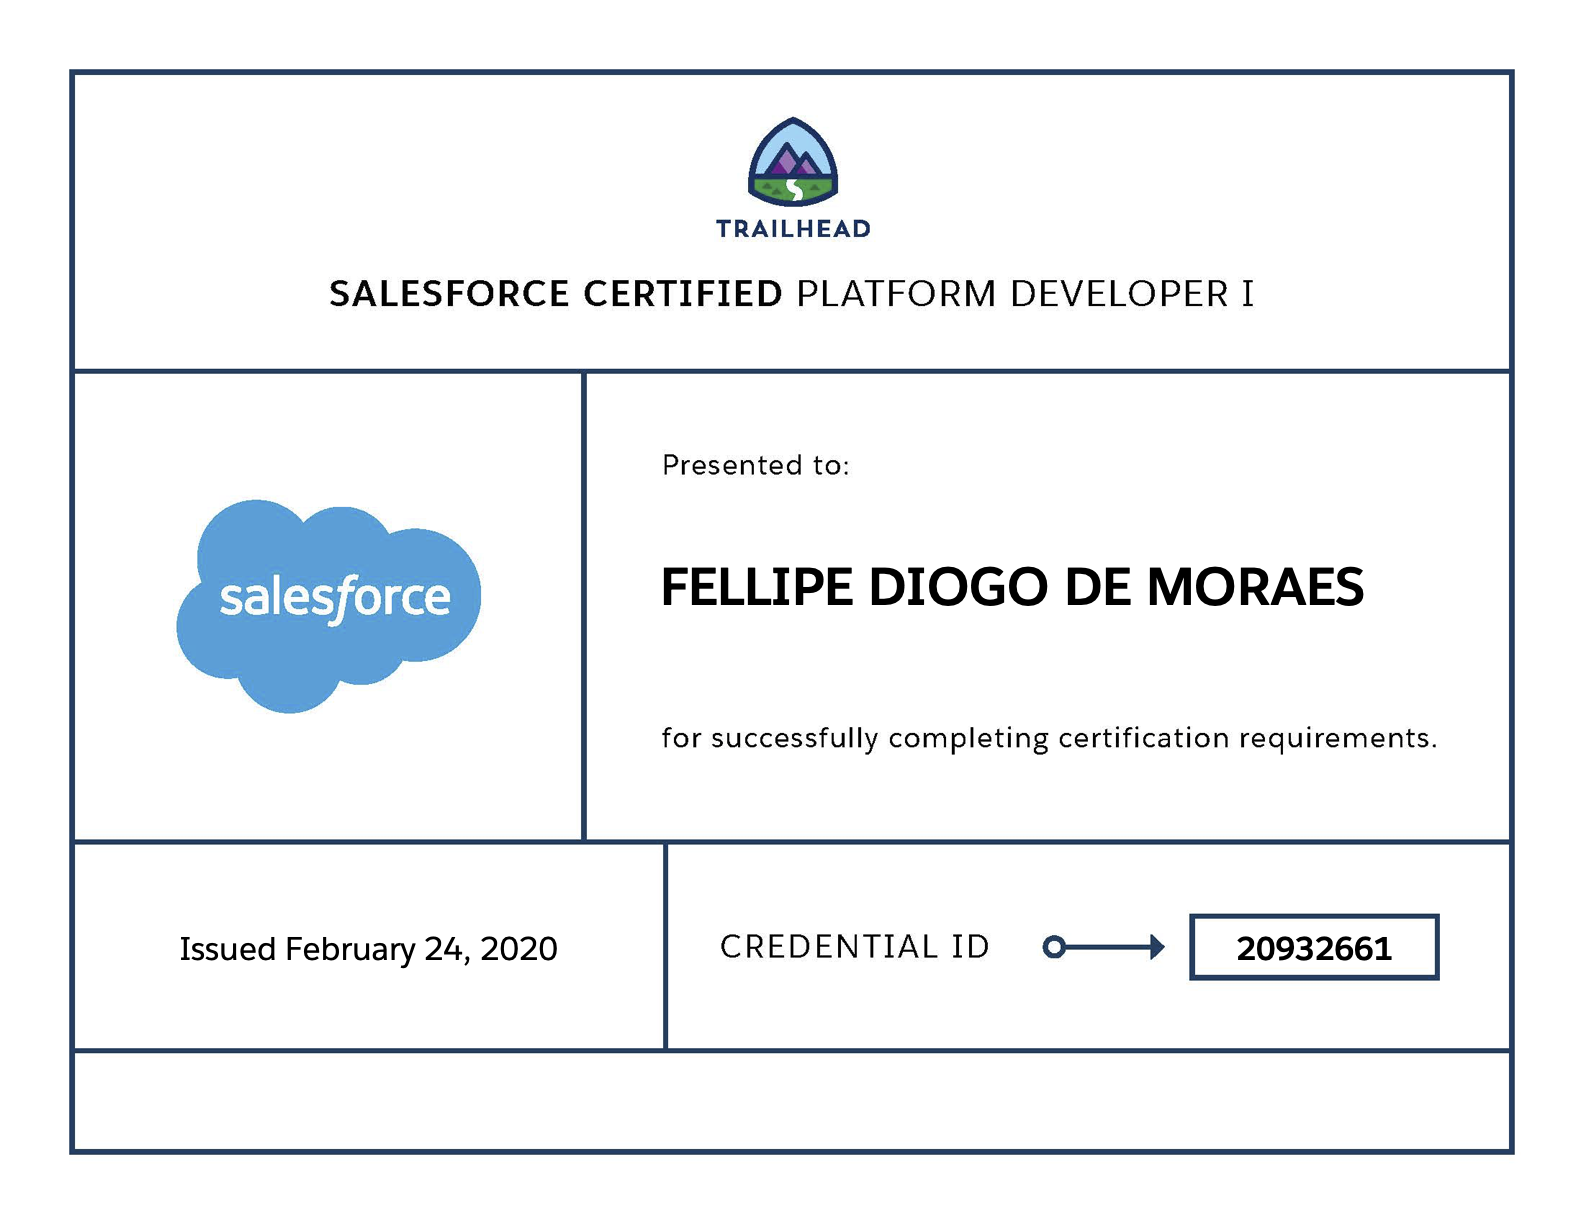 TRAILHEAD
SALESFORCE CERTIFIED PLATFORM DEVELOPER I
salesforce
Presented to:
FELLIPE DIOGO DE MORAES
for successfully completing certification requirements.
Issued February 24, 2020
CREDENTIAL ID
20932661